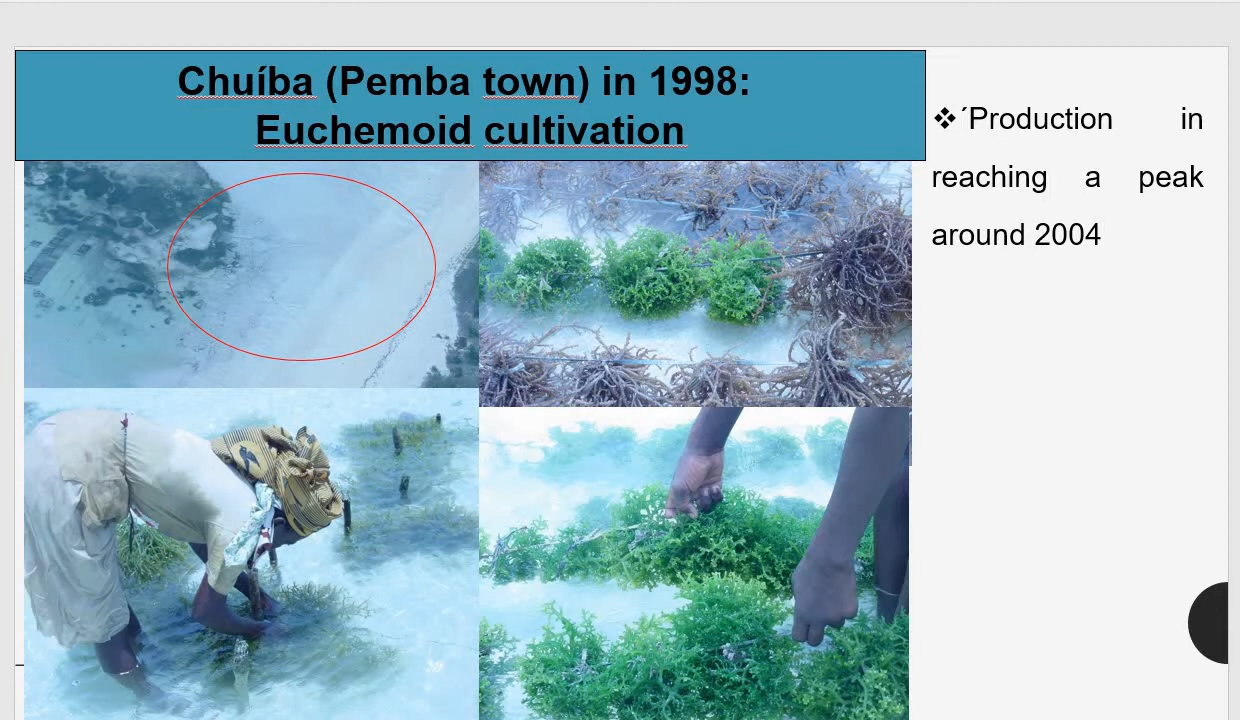 Chuíba (Pemba town) in 1998:
Euchemoid cultivation
❖´Production in
reaching a peak
around 2004